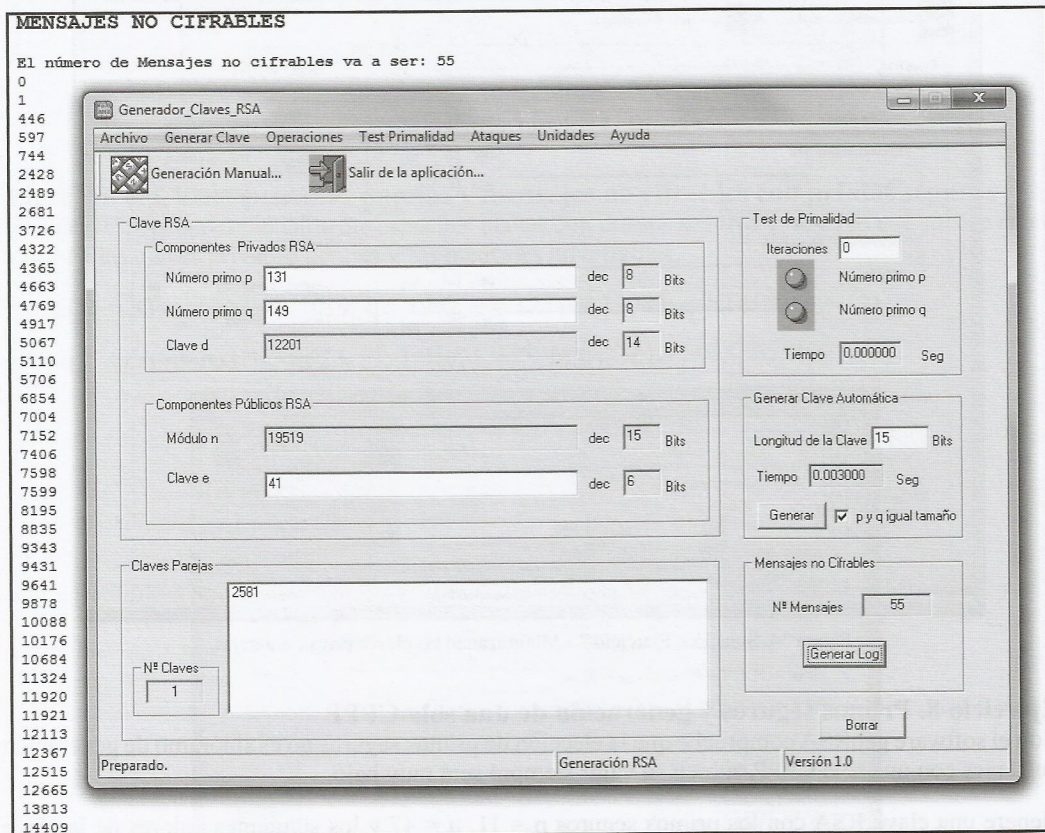 MENSAJES NO CIFRABLES
El número de Mensajes no cifrables va a ser: 55
0
1
446
597
744
2428
2489
2681
3726
4322
4365
4663
4769
4917
5067
5110
5706
6854
7004
7152
7406
7598
7599
8195
8835
9343
9431
9641
9878
10088
10176
10684
11324
11920
11921
12113
12367
12515
12665
13813
14409
Generador_Claves_RSA
Archivo Generar Clave Operaciones Test Primalidad Ataques Unidades Ayuda
Generación Manual... Salir de la aplicación...
Clave RSA
Componentes Privados RSA
Número primo p 131 dec 8 Bits
Número primo q 149 dec 8 Bits
Clave d 12201 dec 14 Bits
Componentes Públicos RSA
Módulo n 19519 dec 15 Bits
Clave e 41 dec 6 Bits
Claves Parejas
2581
Nº Claves
1
Test de Primalidad
Iteraciones 0
Número primo p
Número primo q
Tiempo 0.000000 Seg
Generar Clave Automática
Longitud de la Clave 15 Bits
Tiempo 0.003000 Seg
Generar p y q igual tamaño
Mensajes no Cifrables
Nº Mensajes 55
Generar Log
Borrar
Preparado. Generación RSA Versión 1.0